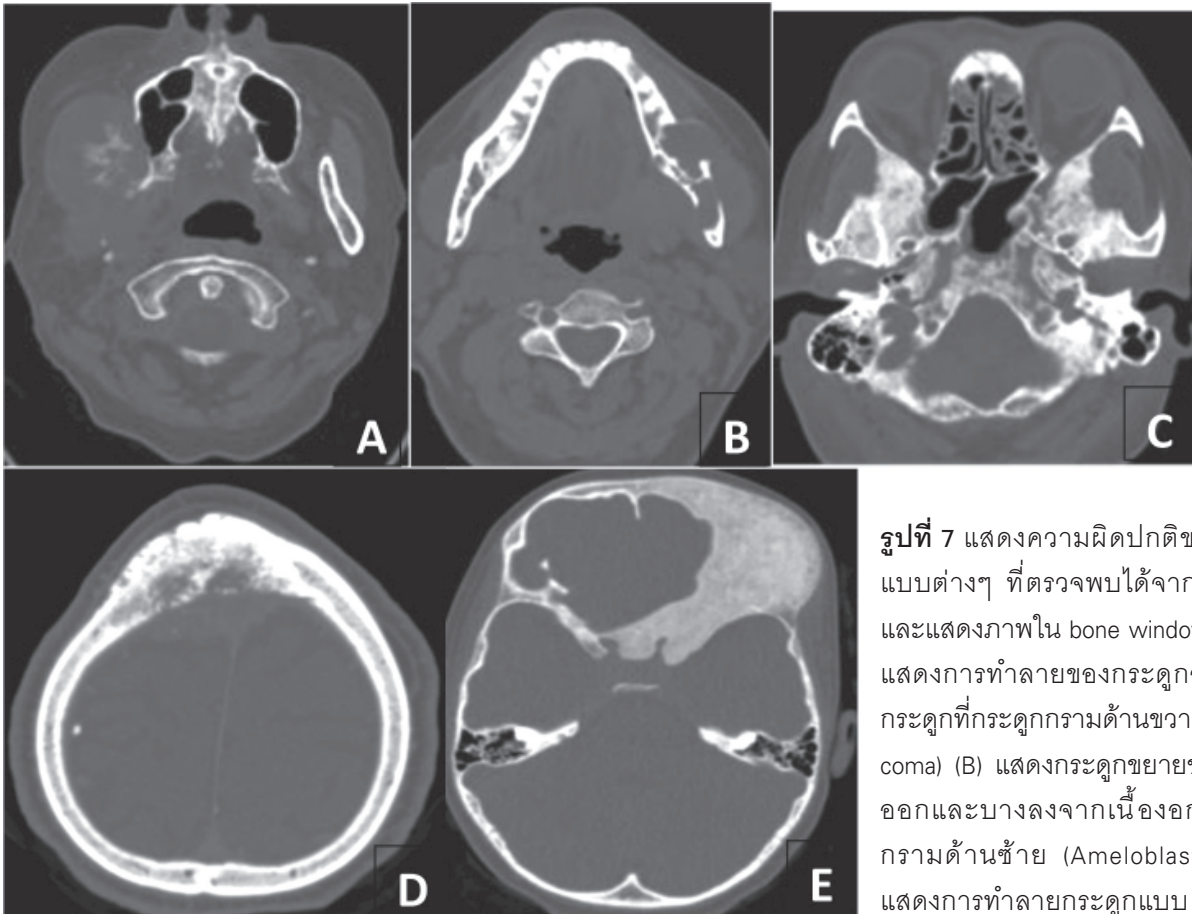 A
B
C
D
E
รูปที่ 7 แสดงความผิดปกติข
แบบต่างๆ ที่ตรวจพบได้จาก
และแสดงภาพใน bone windo
แสดงการทำลายของกระดูก
กระดูกที่กระดูกกรามด้านขวา
coma) (B) แสดงกระดูกขยายข
ออกและบางลงจากเนื้องอก
กรามด้านซ้าย (Ameloblas
แสดงการทำลายกระดูกแบบ